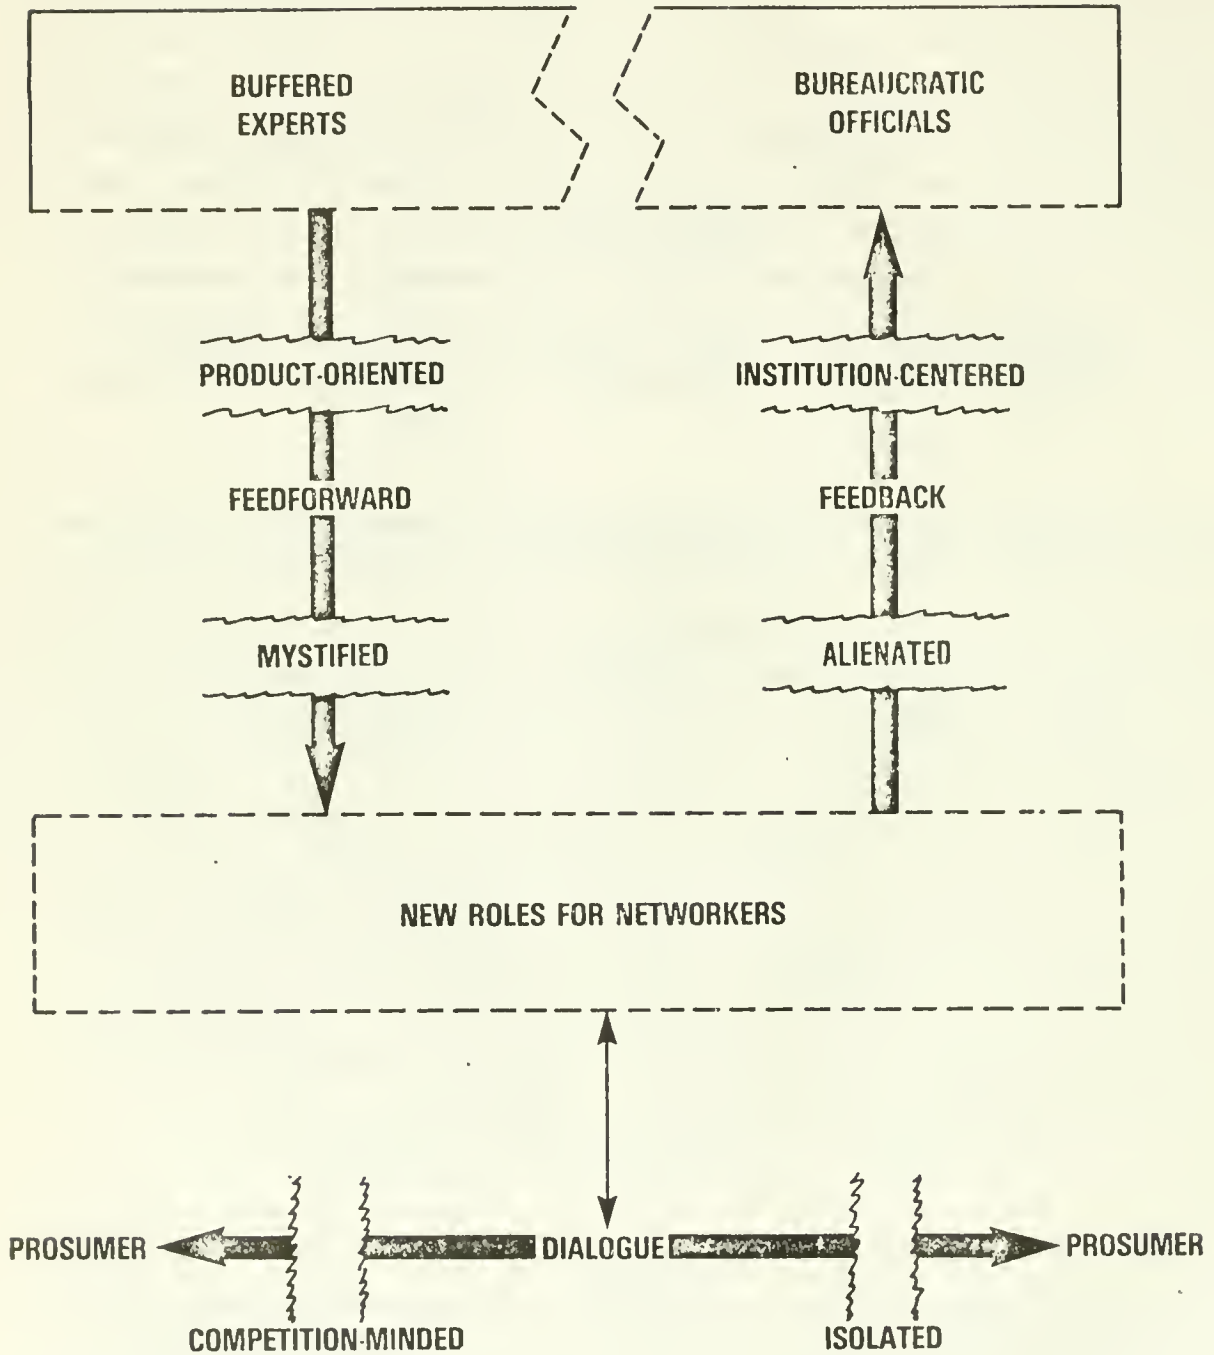 BUFFERED
EXPERTS
BUREAUCRATIC
OFFICIALS
PRODUCT-ORIENTED
INSTITUTION-CENTERED
FEEDFORWARD
FEEDBACK
MYSTIFIED
ALIENATED
NEW ROLES FOR NETWORKERS
PROSUMER
DIALOGUE
PROSUMER
COMPETITION-MINDED
ISOLATED